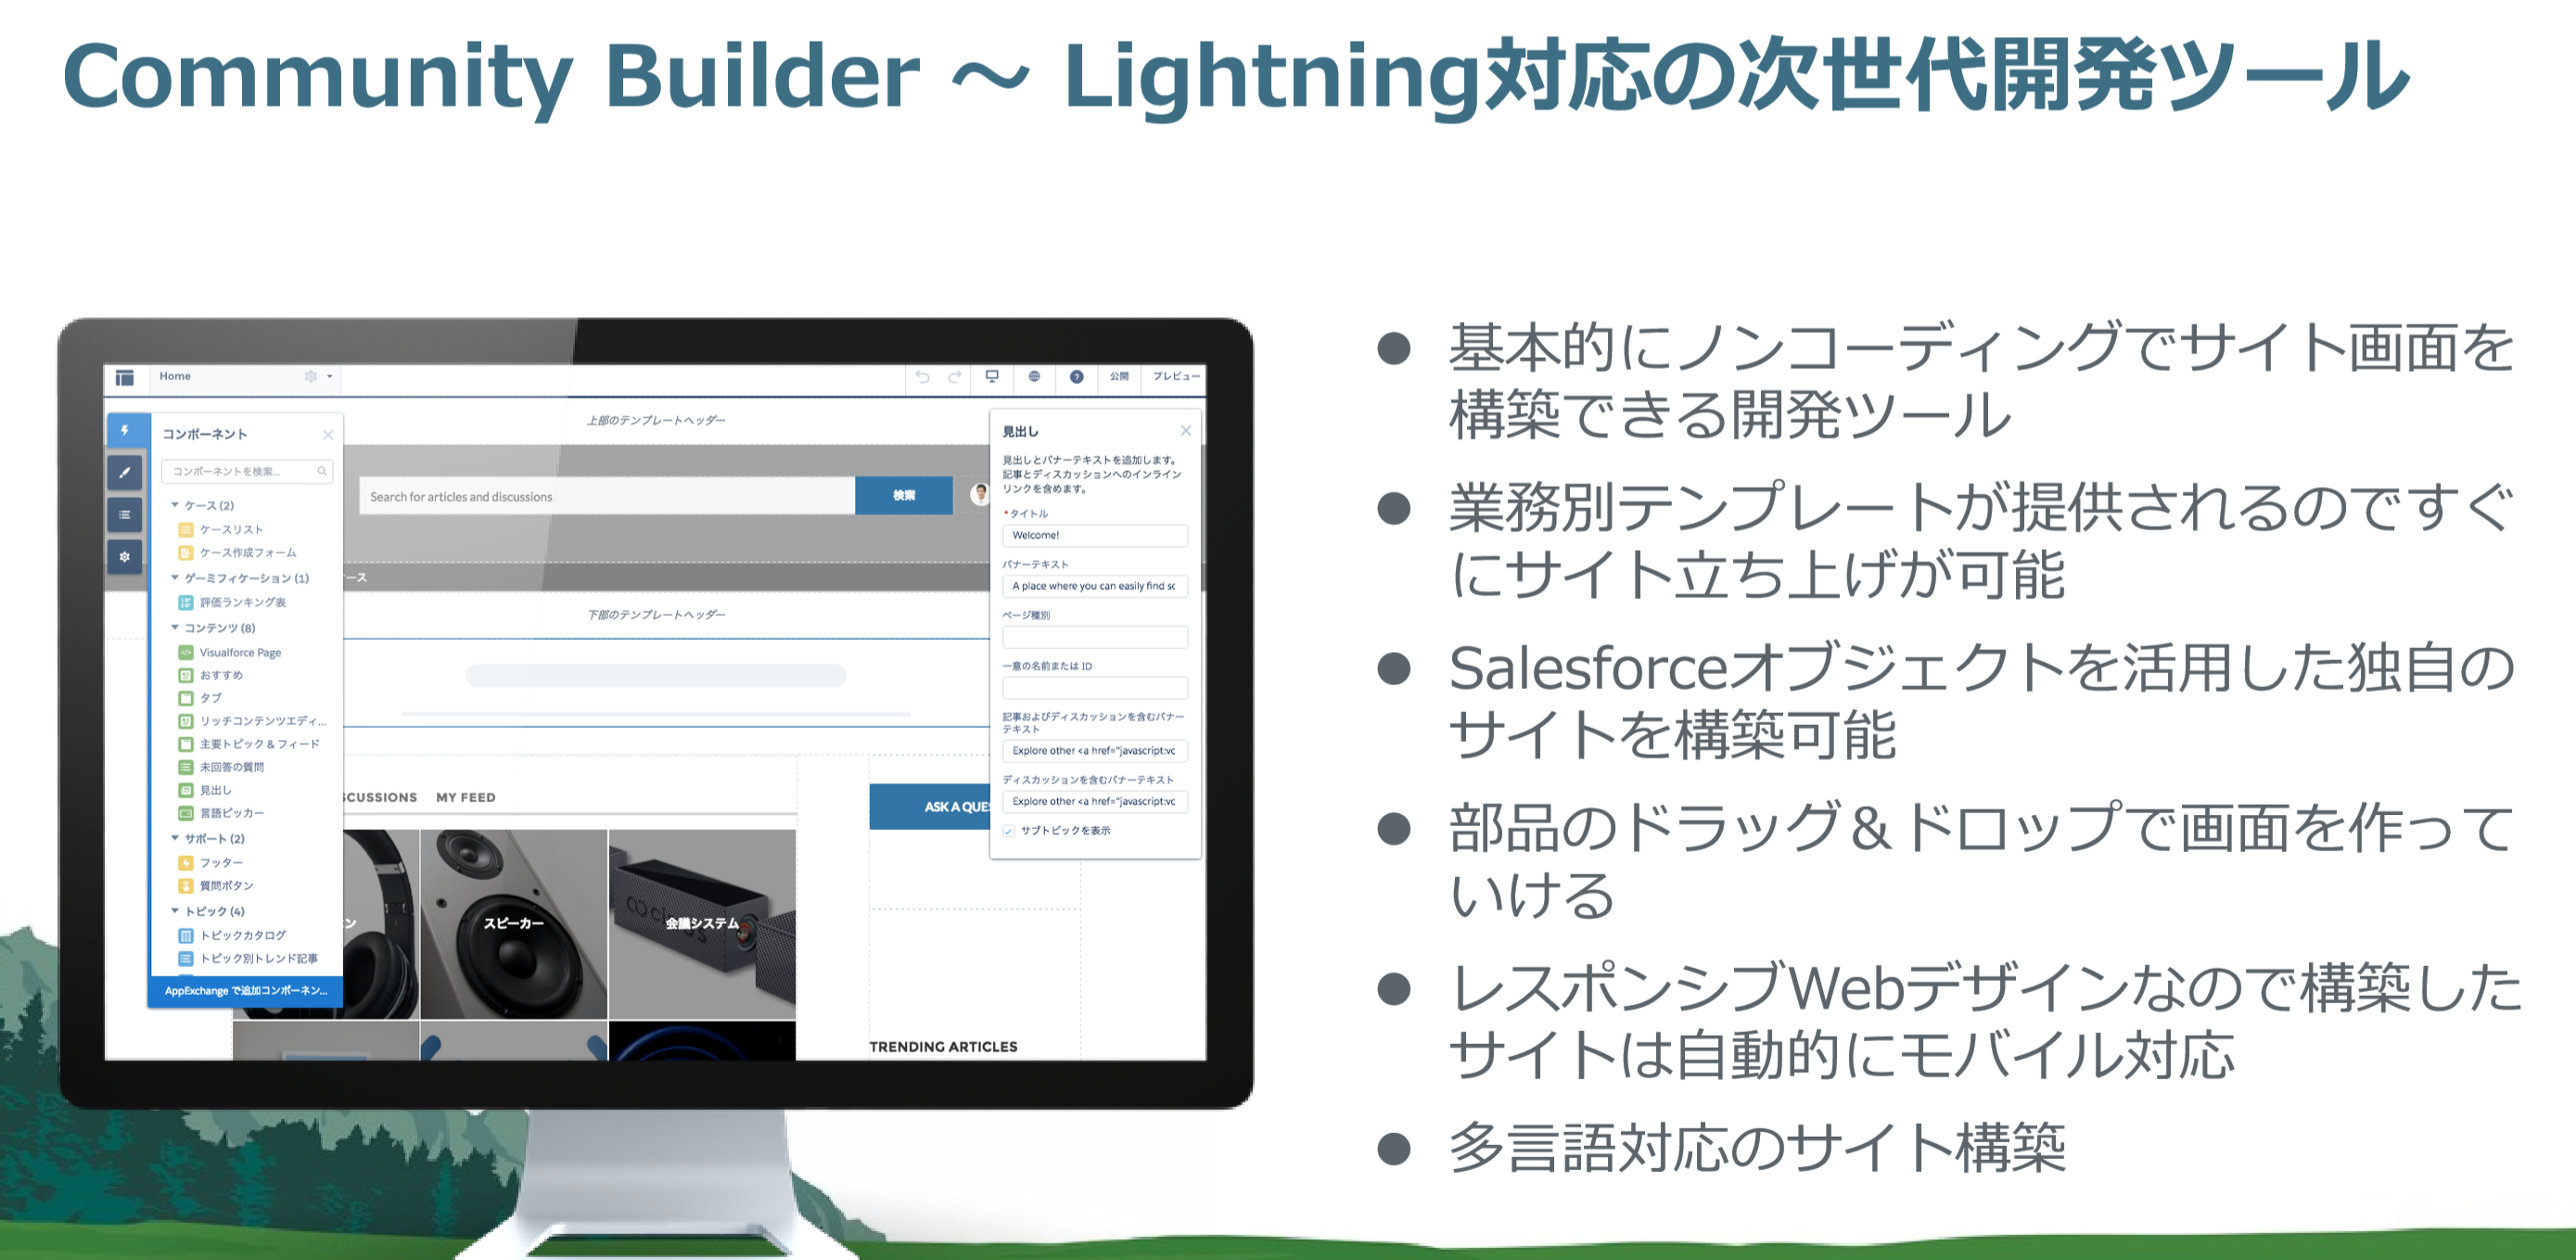 Community Builder ～ Lightning対応の次世代開発ツール
Home
公開
プレビュー
コンポーネント
コンポーネントを検索...
ケース (2)
ケースリスト
ケース作成フォーム
ゲーミフィケーション (1)
評価ランキング表
コンテンツ (8)
Visualforce Page
おすすめ
タブ
リッチコンテンツエディ...
主要トピック & フィード
未回答の質問
見出し
言語ピッカー
サポート (2)
フッター
質問ボタン
トピック (4)
トピックカタログ
トピック別トレンド記事
AppExchange で追加コンポーネン...
上部のテンプレートヘッダー
Search for articles and discussions
検索
ース
下部のテンプレートヘッダー
CUSSIONS
MY FEED
ン
スピーカー
会議システム
ASK A QUES
TRENDING ARTICLES
見出し
見出しとバナーテキストを追加します。
記事とディスカッションへのインライン
リンクを含めます。
*タイトル
Welcome!
バナーテキスト
A place where you can easily find sc
ページ種別
一意の名前または ID
記事およびディスカッションを含むバナー
テキスト
Explore other <a href="javascript:vc
ディスカッションを含むバナーテキスト
Explore other <a href="javascript:vc
サブトピックを表示
● 基本的にノンコーディングでサイト画面を
構築できる開発ツール
● 業務別テンプレートが提供されるのですぐ
にサイト立ち上げが可能
● Salesforceオブジェクトを活用した独自の
サイトを構築可能
● 部品のドラッグ＆ドロップで画面を作って
いける
● レスポンシブWebデザインなので構築した
サイトは自動的にモバイル対応
● 多言語対応のサイト構築